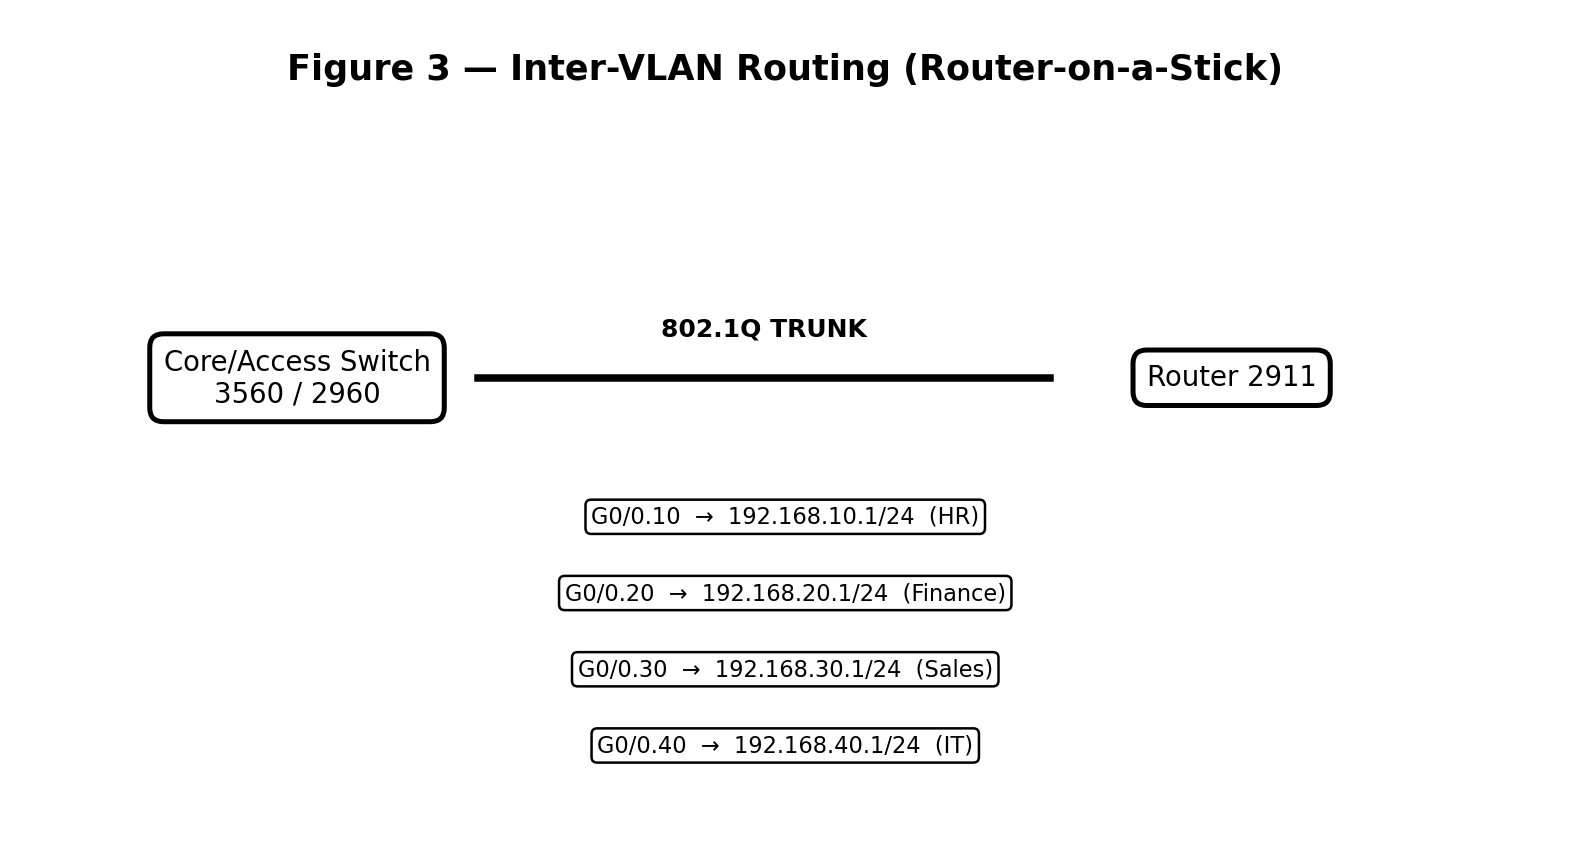 Figure 3 — Inter-VLAN Routing (Router-on-a-Stick)
802.1Q TRUNK
Core/Access Switch
3560 / 2960
Router 2911
G0/0.10 → 192.168.10.1/24 (HR)
G0/0.20 → 192.168.20.1/24 (Finance)
G0/0.30 → 192.168.30.1/24 (Sales)
G0/0.40 → 192.168.40.1/24 (IT)